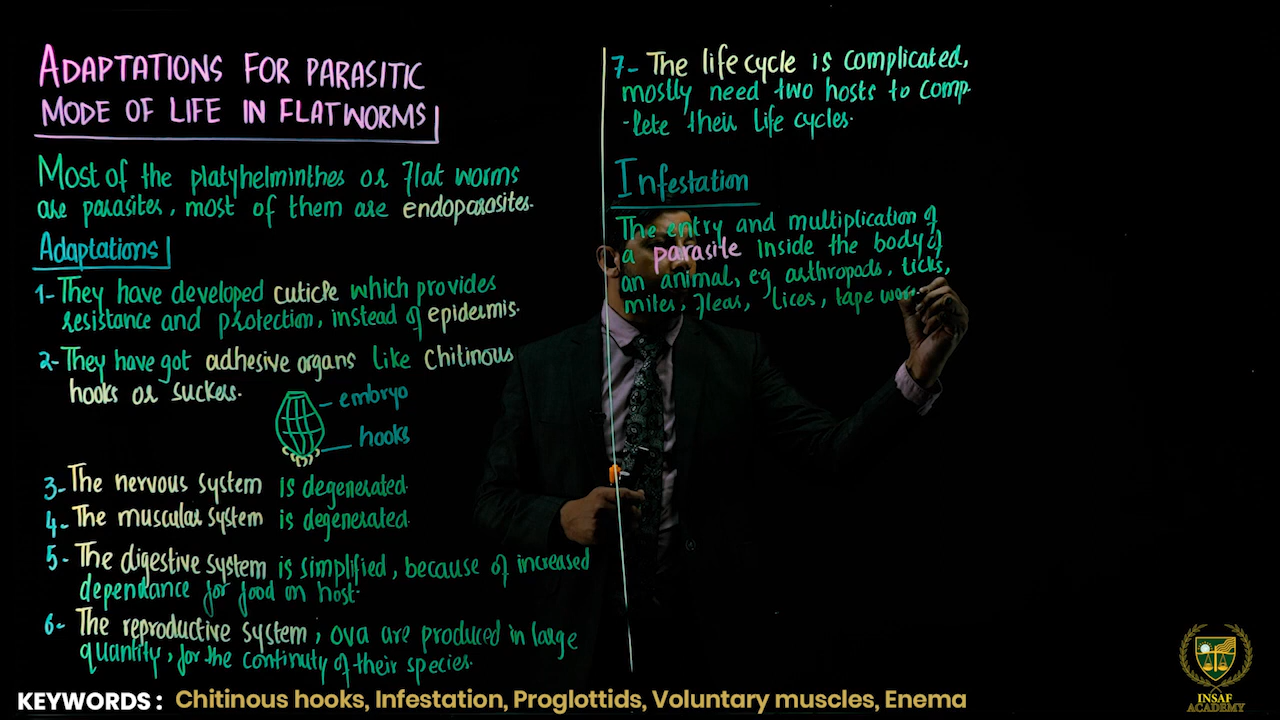 ADAPTATIONS FOR PARASITIC
MODE OF LIFE IN FLATWORMS
Most of the platyhelminthes or flat worms
are parasites, most of them are endoparasites.
Adaptations
1- They have developed cuticle which provides
resistance and protection, instead of epidermis.
2- They have got adhesive organs like chitinous
hooks or suckers.
embryo
hooks
3- The nervous system is degenerated.
4- The muscular system is degenerated.
5- The digestive system is simplified, because of increased
dependance for food on host.
6- The reproductive system, ova are produced in large
quantity, for the continuity of their species.
7- The life cycle is complicated,
mostly need two hosts to comp-
-lete their life cycles.
Infestation
The entry and multiplication of
a parasite inside the body of
an animal, eg arthropods, ticks,
mites, fleas, lices, tape wor
KEYWORDS : Chitinous hooks, Infestation, Proglottids, Voluntary muscles, Enema
INSAF
ACADEMY